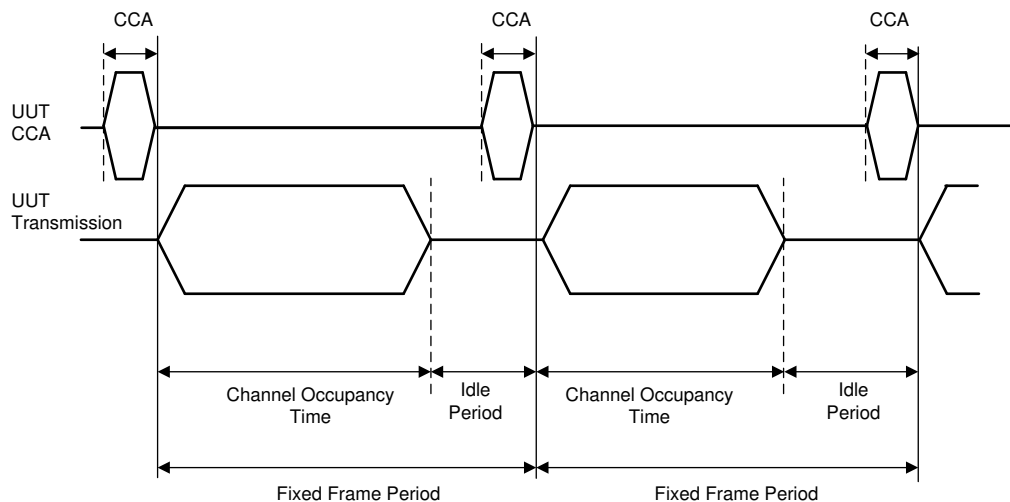 CCA
CCA
CCA
UUT
CCA
UUT
Transmission
Channel Occupancy
Time
Idle
Period
Channel Occupancy
Time
Idle
Period
Fixed Frame Period
Fixed Frame Period